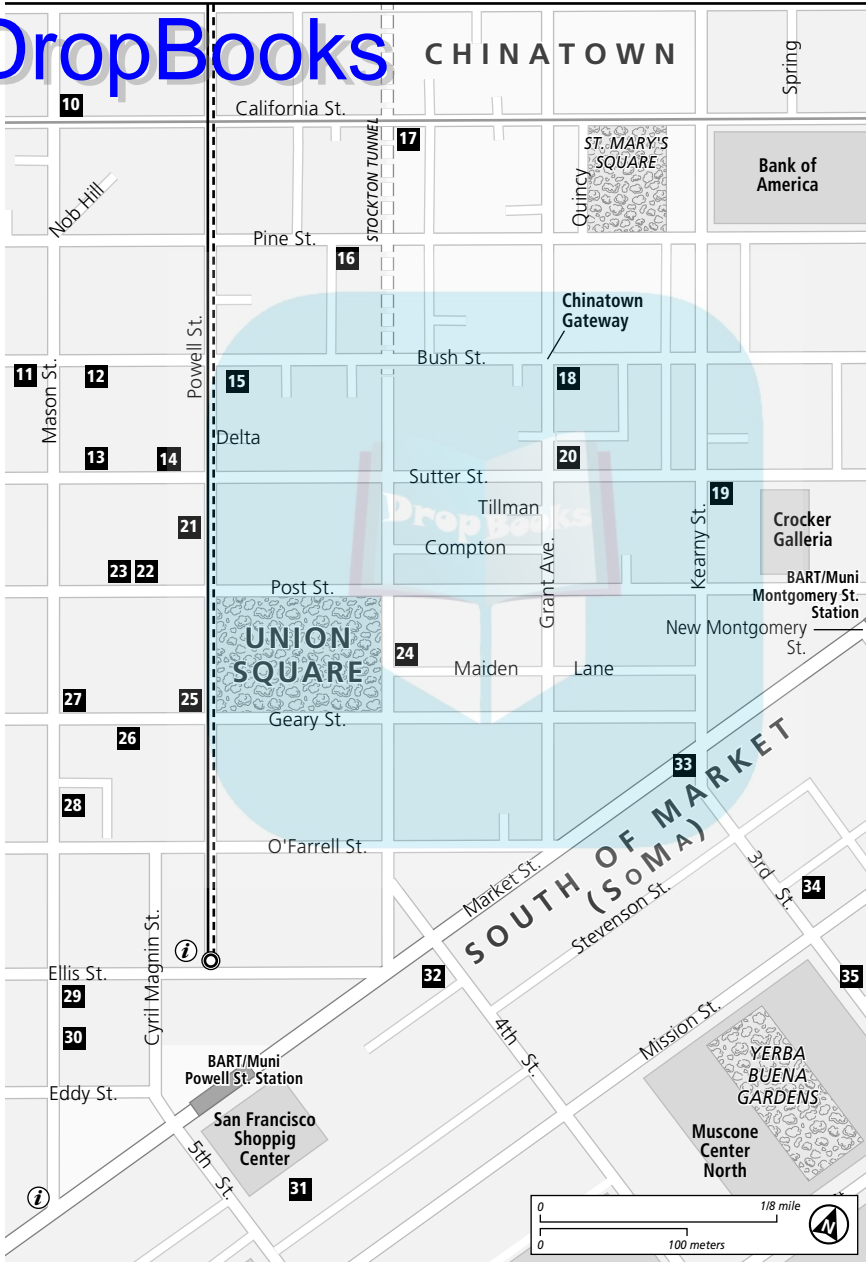 DropBooks
CHINATOWN
Spring
10
California St.
STOCKTON TUNNEL
17
ST. MARY'S
SQUARE
Quincy
Bank of
America
Nob Hill
Pine St.
16
Chinatown
Gateway
Powell St.
Bush St.
11
12
15
18
Mason St.
Delta
13
14
20
Sutter St.
19
Tillman
DropBooks
21
Compton
Grant Ave.
Kearny St.
Crocker
Galleria
23
22
Post St.
BART/Muni
Montgomery St.
Station
New Montgomery
St.
UNION
SQUARE
24
Maiden Lane
27
25
Geary St.
26
33
28
SOUTH OF MARKET
(SoMA)
O'Farrell St.
Market St.
Stevenson St.
3rd St.
34
i
Cyril Magnin St.
Ellis St.
32
35
29
30
4th St.
Mission St.
BART/Muni
Powell St. Station
YERBA
BUENA
GARDENS
Eddy St.
San Francisco
Shoppig
Center
Muscone
Center
North
5th St.
31
i
0 1/8 mile
0 100 meters
N